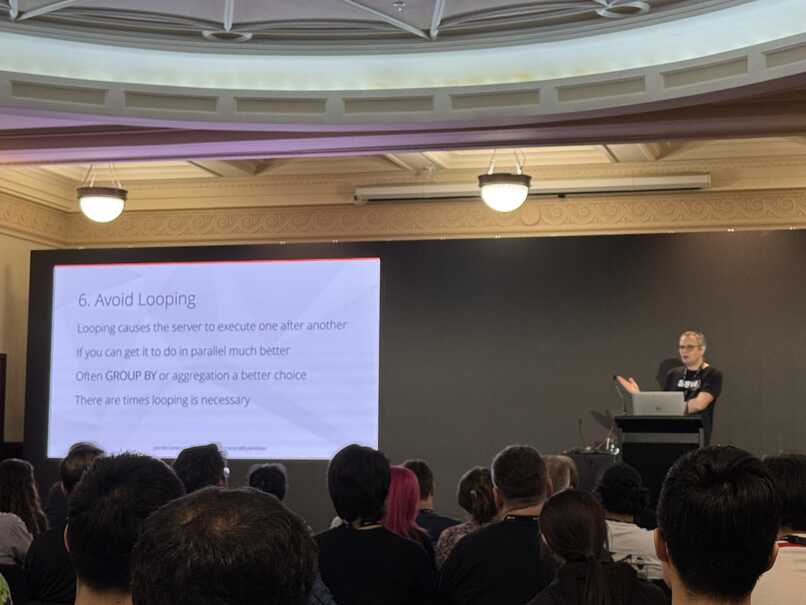 6. Avoid Looping
Looping causes the server to execute one after another
If you can get it to do in parallel much better
Often GROUP BY or aggregation a better choice
There are times looping is necessary